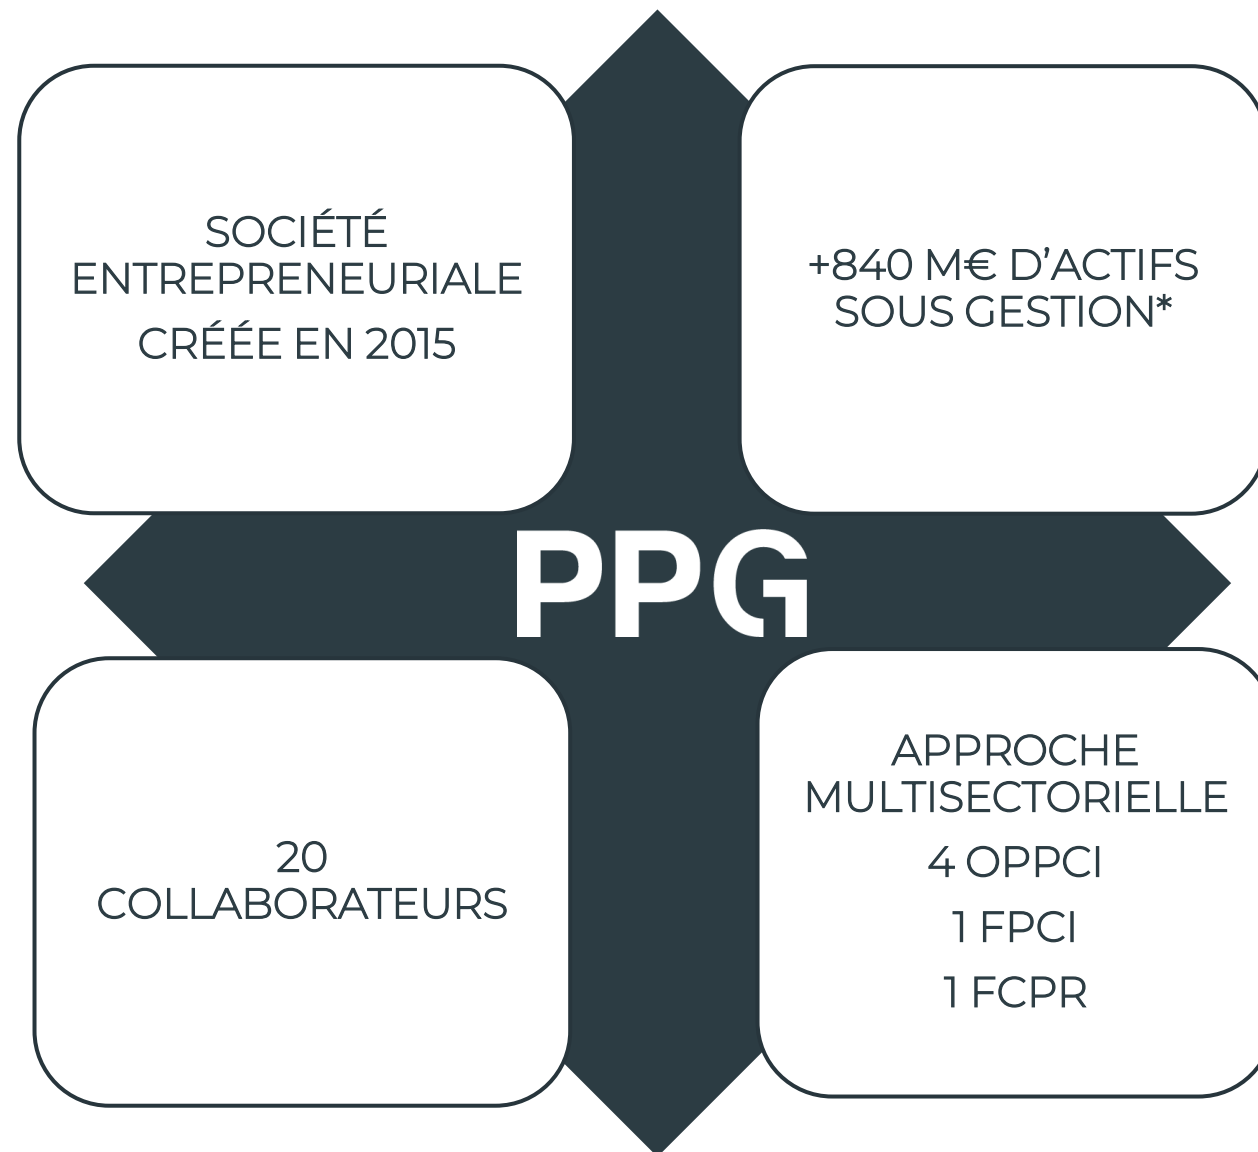 SOCIÉTÉ
ENTREPRENEURIALE
CRÉÉE EN 2015
+840 M€ D’ACTIFS
SOUS GESTION*
PPG
20
COLLABORATEURS
APPROCHE
MULTISECTORIELLE
4 OPPCI
1 FPCI
1 FCPR